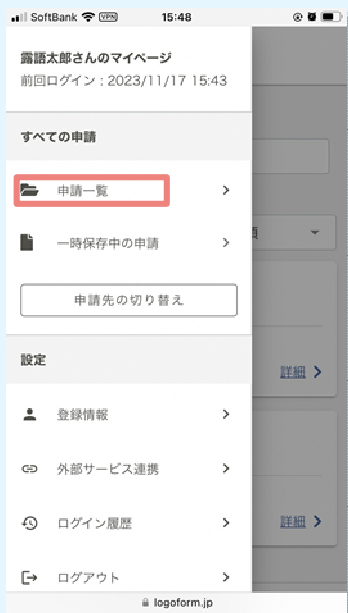 SoftBank VPN 15:48
露語太郎さんのマイページ
前回ログイン：2023/11/17 15:43
すべての申請
申請一覧
一時保存中の申請
申請先の切り替え
設定
詳細
登録情報
外部サービス連携
ログイン履歴
詳細
ログアウト
logoform.jp